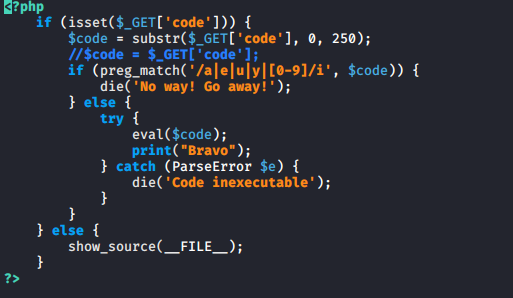 <?php
    if (isset($_GET['code'])) {
        $code = substr($_GET['code'], 0, 250);
        //$code = $_GET['code'];
        if (preg_match('/a|e|u|y|[0-9]/i', $code)) {
            die('No way! Go away!');
        } else {
            try {
                eval($code);
                print("Bravo");
            } catch (ParseError $e) {
                die('Code inexecutable');
            }
        }
    } else {
        show_source(__FILE__);
    }
?>